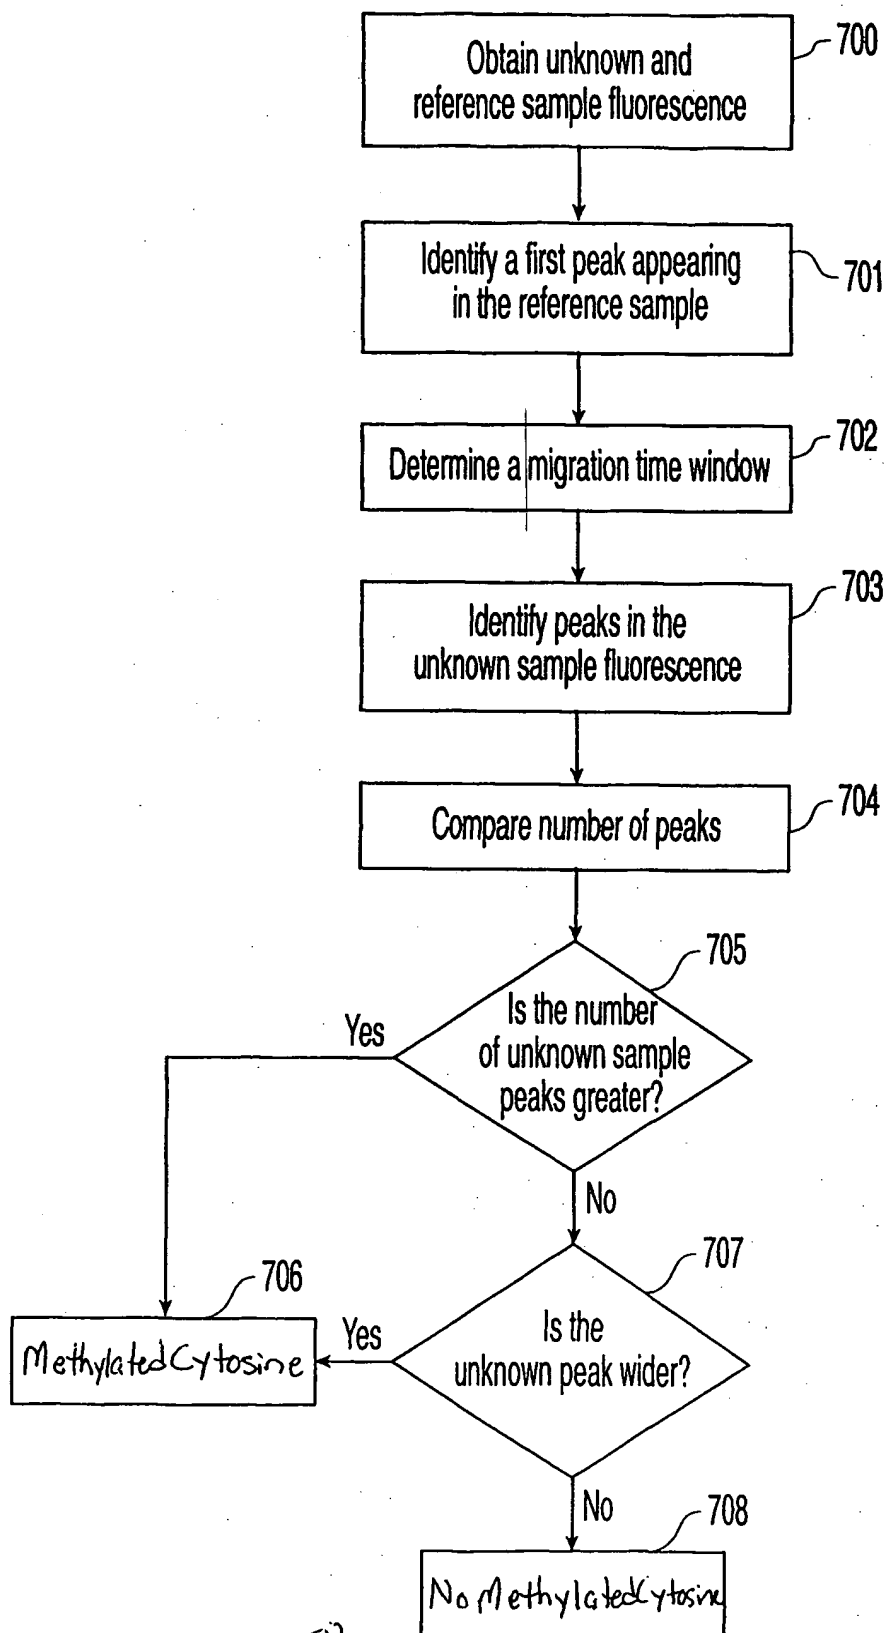 700
Obtain unknown and
reference sample fluorescence
701
Identify a first peak appearing
in the reference sample
702
Determine a migration time window
703
Identify peaks in the
unknown sample fluorescence
704
Compare number of peaks
705
Is the number
of unknown sample
peaks greater?
Yes
No
706
Methylated Cytosine
707
Is the
unknown peak wider?
Yes
No
708
No Methylated Cytosine